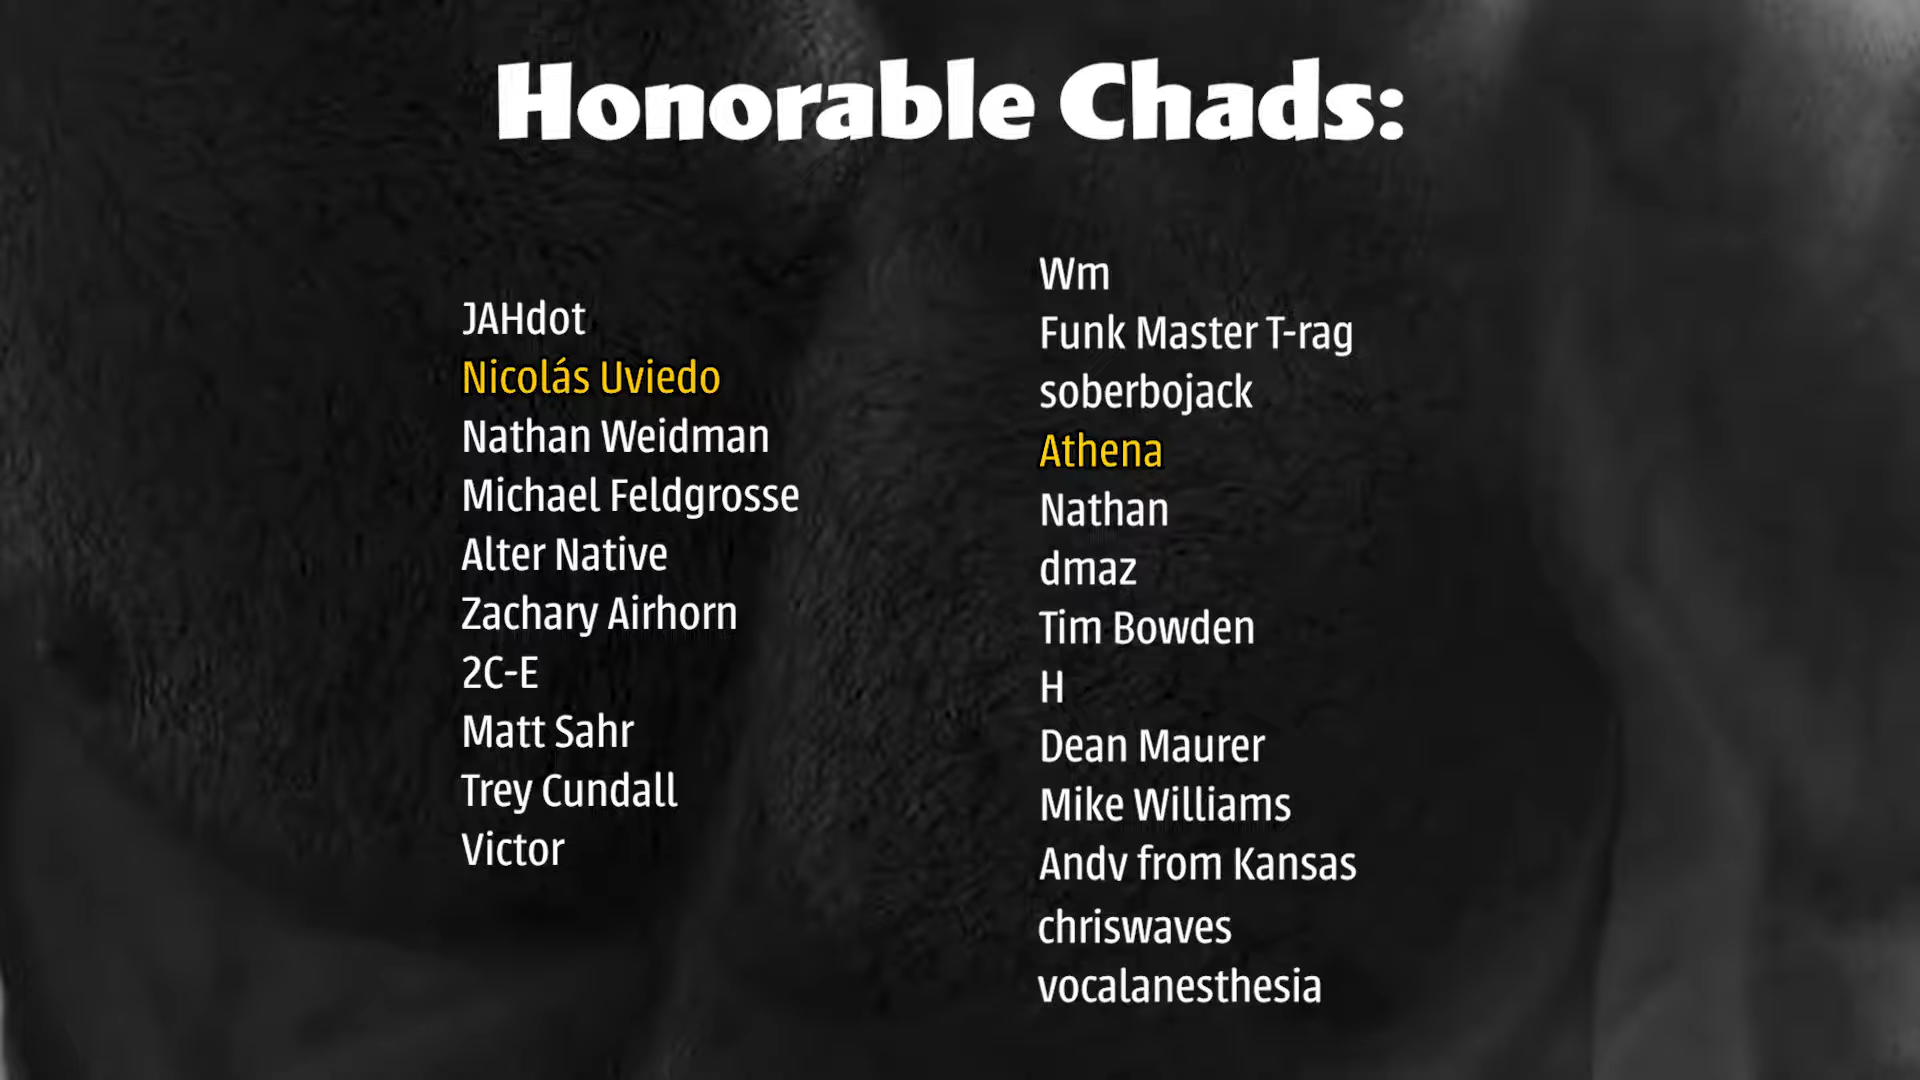 Honorable Chads:
JAHdot
Nicolás Uviedo
Nathan Weidman
Michael Feldgrosse
Alter Native
Zachary Airhorn
2C-E
Matt Sahr
Trey Cundall
Victor
Wm
Funk Master T-rag
soberbojack
Athena
Nathan
dmaz
Tim Bowden
H
Dean Maurer
Mike Williams
Andy from Kansas
chriswaves
vocalanesthesia